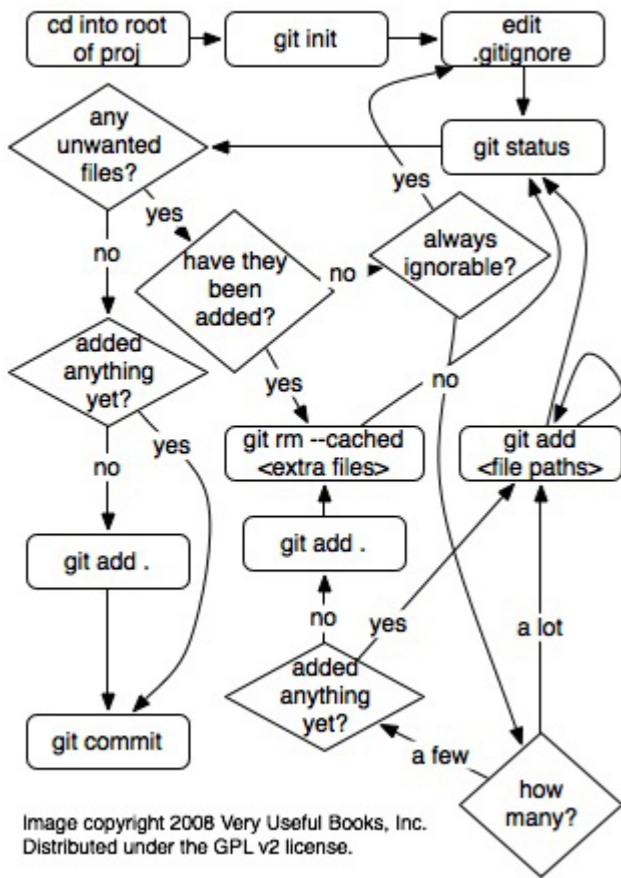 cd into root
of proj
git init
edit
.gitignore
any
unwanted
files?
git status
yes
yes
no
have they
been
added?
no
always
ignorable?
added
anything
yet?
yes
no
yes
no
git rm --cached
<extra files>
git add
<file paths>
git add .
git add .
no
yes
a lot
added
anything
yet?
git commit
a few
how
many?
Image copyright 2008 Very Useful Books, Inc.
Distributed under the GPL v2 license.